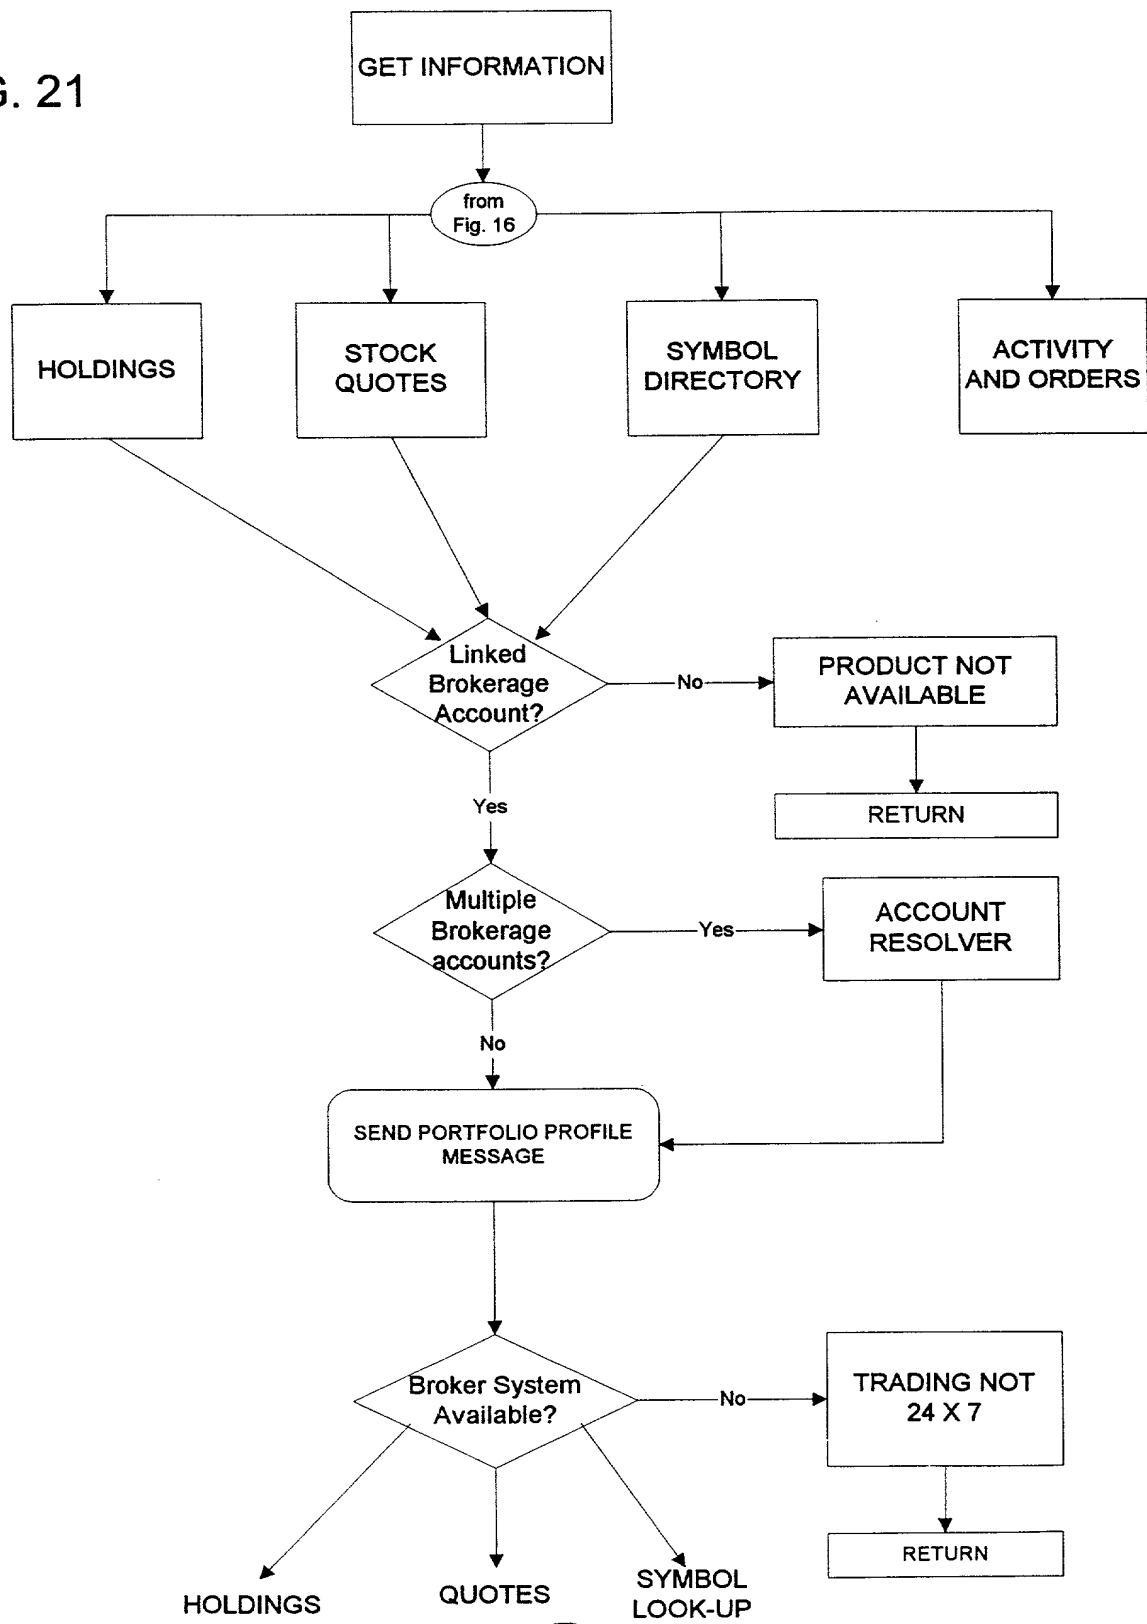 GET INFORMATION
G. 21
from
Fig. 16
HOLDINGS
STOCK
QUOTES
SYMBOL
DIRECTORY
ACTIVITY
AND ORDERS
Linked
Brokerage
Account?
No
PRODUCT NOT
AVAILABLE
Yes
RETURN
Multiple
Brokerage
accounts?
Yes
ACCOUNT
RESOLVER
No
SEND PORTFOLIO PROFILE
MESSAGE
Broker System
Available?
No
TRADING NOT
24 X 7
RETURN
HOLDINGS
QUOTES
SYMBOL
LOOK-UP